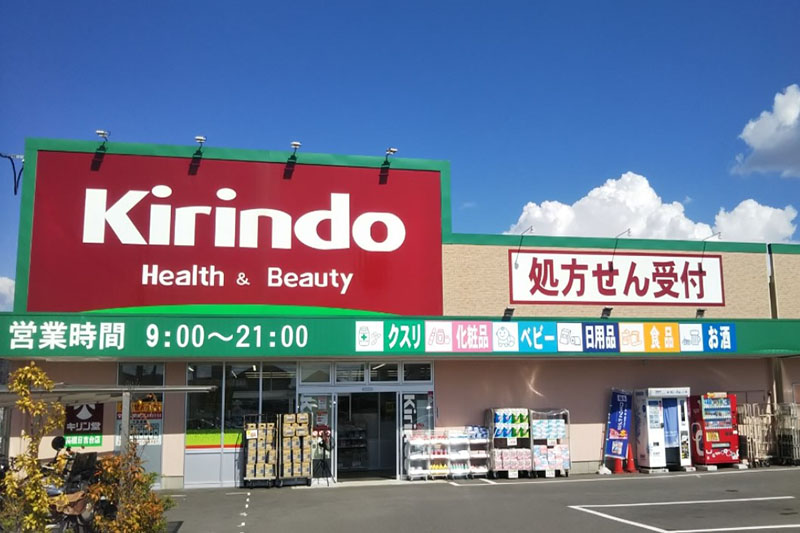 Kirindo
Health & Beauty
処方せん受付
営業時間 9:00〜21:00
クスリ 化粧品 ベビー 日用品 食品 お酒
キリン堂